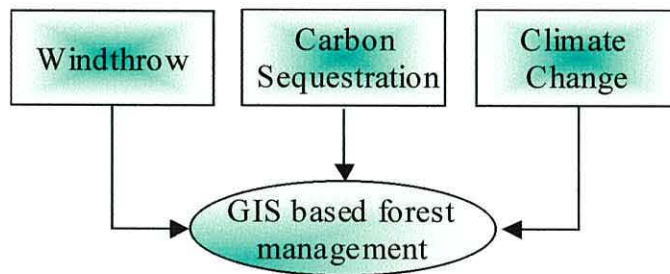 Windthrow
Carbon
Sequestration
Climate
Change
GIS based forest
management